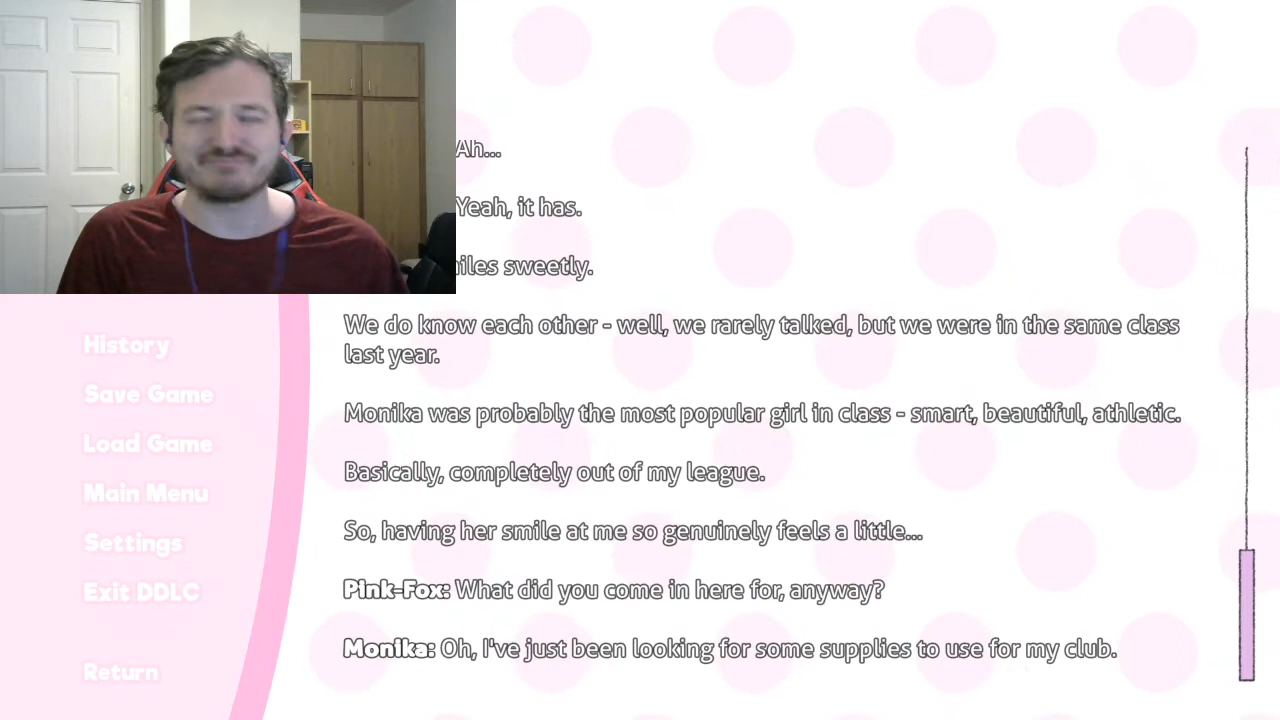 Ah...
Yeah, it has.
sweetly.
We do know each other - well, we rarely talked, but we were in the same class
last year.
Monika was probably the most popular girl in class - smart, beautiful, athletic.
Basically, completely out of my league.
So, having her smile at me so genuinely feels a little...
Pink-Fox: What did you come in here for, anyway?
Monika: Oh, I've just been looking for some supplies to use for my club.
History
Save Game
Load Game
Main Menu
Settings
Exit DDLC
Return